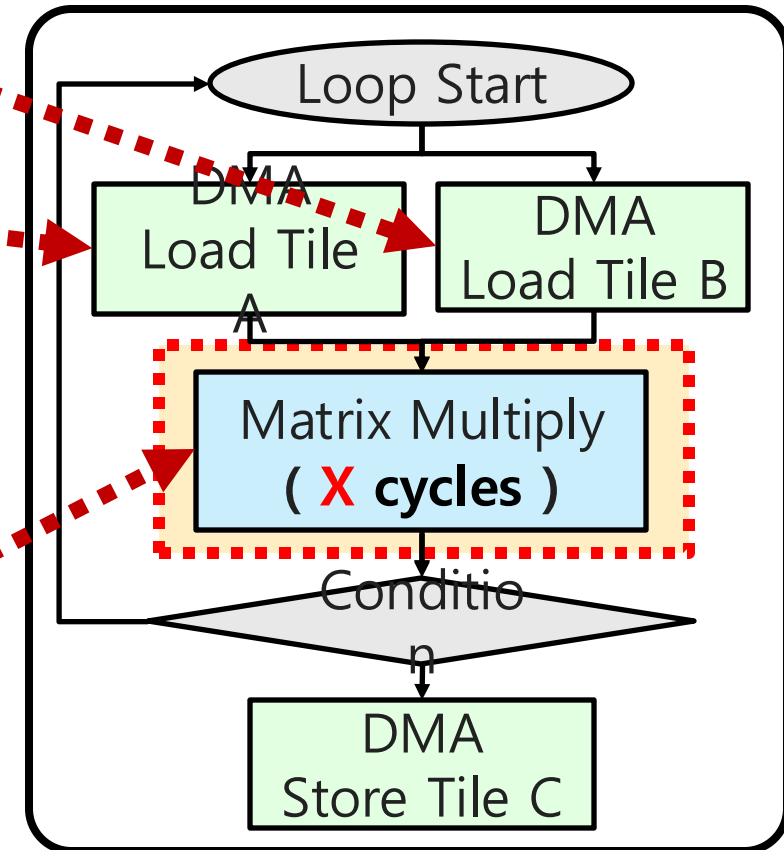 Loop Start
DMA
Load Tile
A
DMA
Load Tile B
Matrix Multiply
( X cycles )
Conditio
n
DMA
Store Tile C